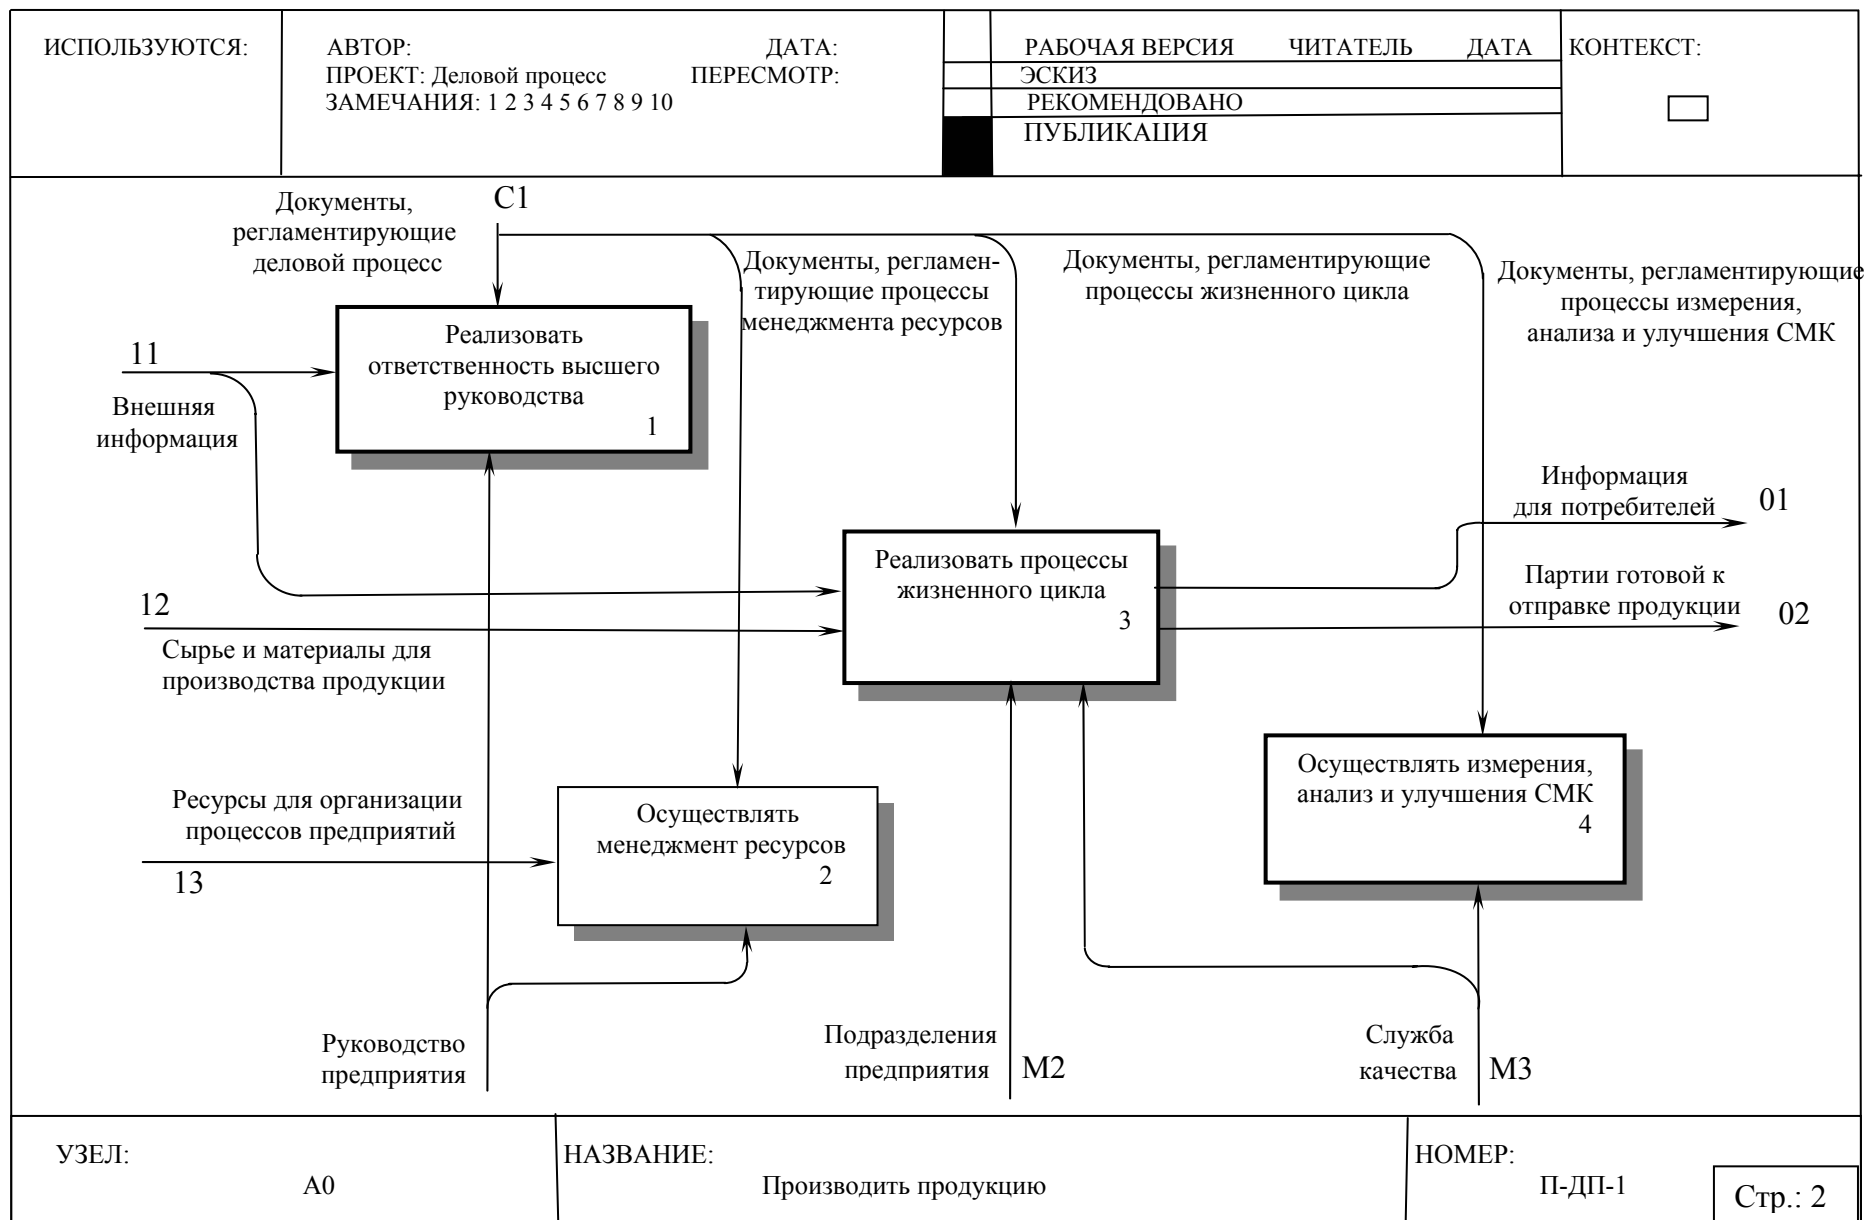 ИСПОЛЬЗУЮТСЯ:
АВТОР: ДАТА:
ПРОЕКТ: Деловой процесс ПЕРЕСМОТР:
ЗАМЕЧАНИЯ: 1 2 3 4 5 6 7 8 9 10
РАБОЧАЯ ВЕРСИЯ ЧИТАТЕЛЬ ДАТА
ЭСКИЗ
РЕКОМЕНДОВАНО
ПУБЛИКАЦИЯ
КОНТЕКСТ:
Документы,
регламентирующие
деловой процесс
С1
Документы, регламен-
тирующие процессы
менеджмента ресурсов
Документы, регламентирующие
процессы жизненного цикла
Документы, регламентирующие
процессы измерения,
анализа и улучшения СМК
11
Внешняя
информация
Реализовать
ответственность высшего
руководства
1
Информация
для потребителей
01
Реализовать процессы
жизненного цикла
3
Партии готовой к
отправке продукции
02
12
Сырье и материалы для
производства продукции
Ресурсы для организации
процессов предприятий
13
Осуществлять
менеджмент ресурсов
2
Осуществлять измерения,
анализ и улучшения СМК
4
Руководство
предприятия
Подразделения
предприятия
М2
Служба
качества
М3
УЗЕЛ:
А0
НАЗВАНИЕ:
Производить продукцию
НОМЕР:
П-ДП-1
Стр.: 2